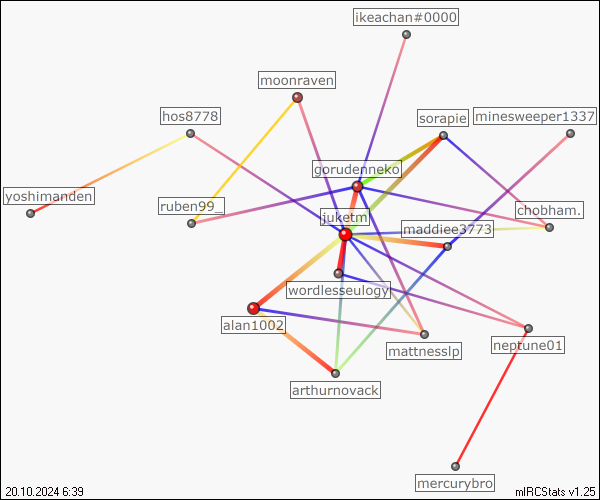 ikeachan#0000
moonraven
hos8778
sorapie
minesweeper1337
gorudenneko
yoshimanden
ruben99_
juketm
maddiee3773
chobham.
wordlesseulogy
alan1002
mattnesslp
neptune01
arthurnovack
mercurybro
20.10.2024 6:39
mIRCStats v1.25